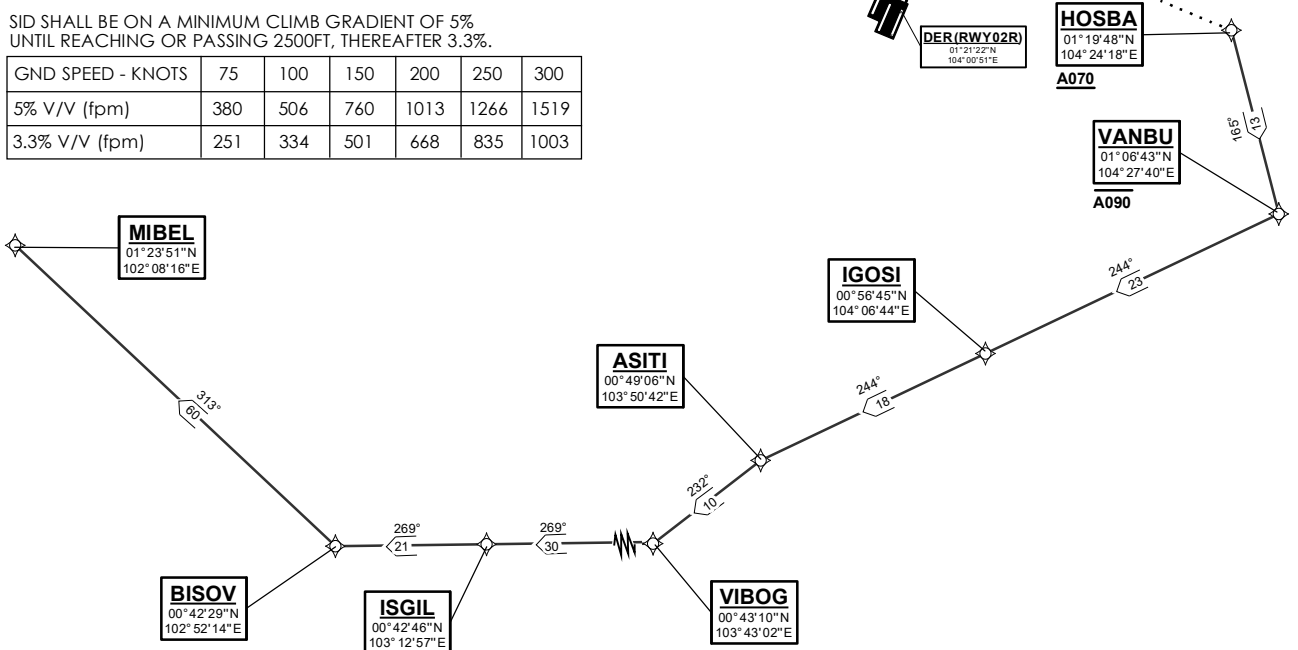 SID SHALL BE ON A MINIMUM CLIMB GRADIENT OF 5%
UNTIL REACHING OR PASSING 2500FT, THEREAFTER 3.3%.
GND SPEED - KNOTS 75 100 150 200 250 300
5% V/V (fpm) 380 506 760 1013 1266 1519
3.3% V/V (fpm) 251 334 501 668 835 1003
DER(RWY02R)
01°21'22"N
104°00'51"E
HOSBA
01°19'48"N
104°24'18"E
A070
165°
13
VANBU
01°06'43"N
104°27'40"E
A090
244°
23
IGOSI
00°56'45"N
104°06'44"E
244°
18
ASITI
00°49'06"N
103°50'42"E
232°
10
VIBOG
00°43'10"N
103°43'02"E
269°
30
ISGIL
00°42'46"N
103°12'57"E
269°
21
BISOV
00°42'29"N
102°52'14"E
313°
60
MIBEL
01°23'51"N
102°08'16"E